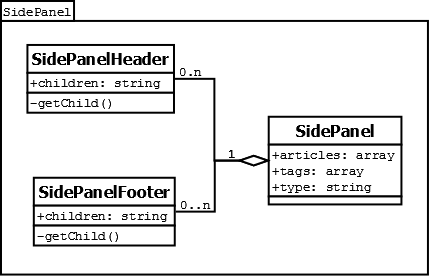 SidePanel
SidePanelHeader
+children: string
-getChild()
0.n
SidePanel
+articles: array
+tags: array
+type: string
1
SidePanelFooter
+children: string
-getChild()
0..n